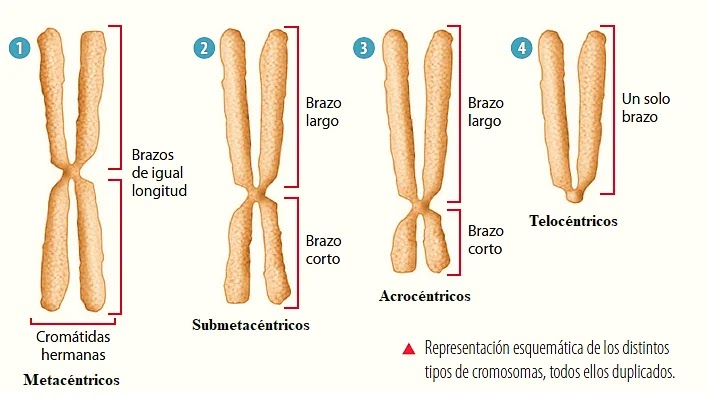 1
Brazos
de igual
longitud
Cromátidas
hermanas
Metacéntricos
2
Brazo
largo
Brazo
corto
Submetacéntricos
3
Brazo
largo
Brazo
corto
Acrocéntricos
4
Un solo
brazo
Telocéntricos
Representación esquemática de los distintos
tipos de cromosomas, todos ellos duplicados.